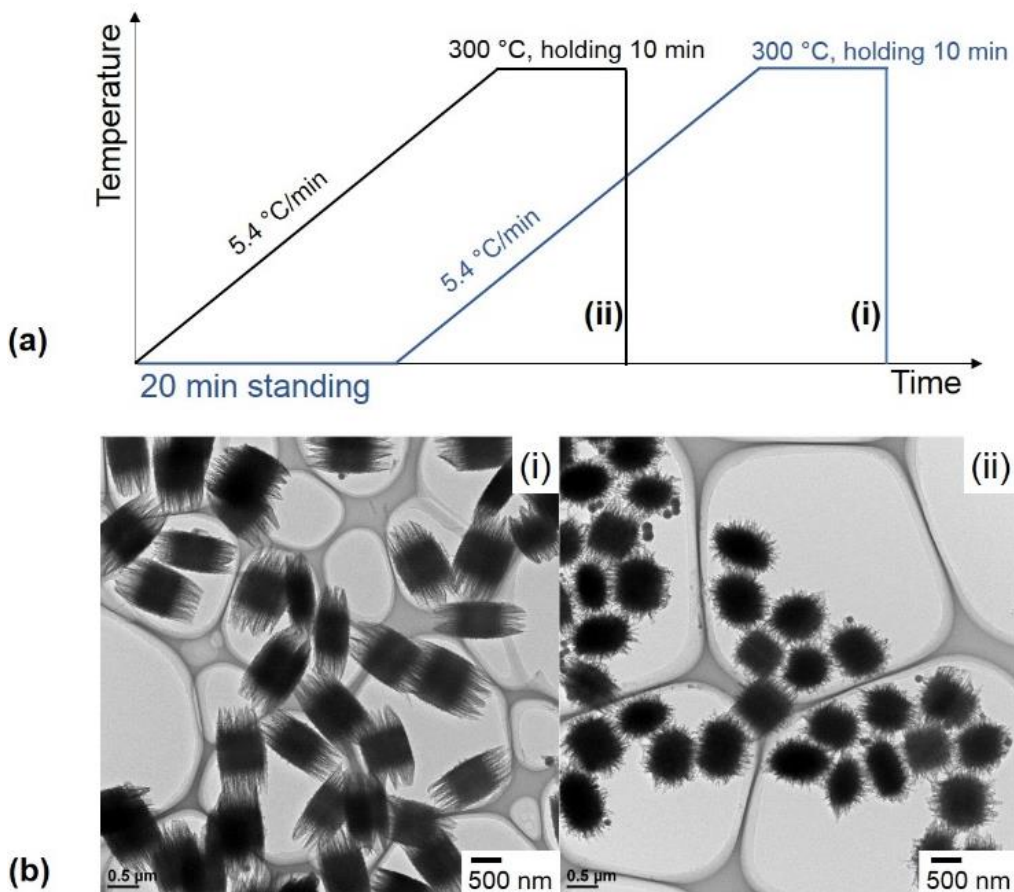 300 °C, holding 10 min
300 °C, holding 10 min
Temperature
5.4 °C/min
5.4 °C/min
(a)
(ii)
(i)
20 min standing
Time
(i)
(ii)
(b)
0.5 µm
500 nm
0.5 µm
500 nm